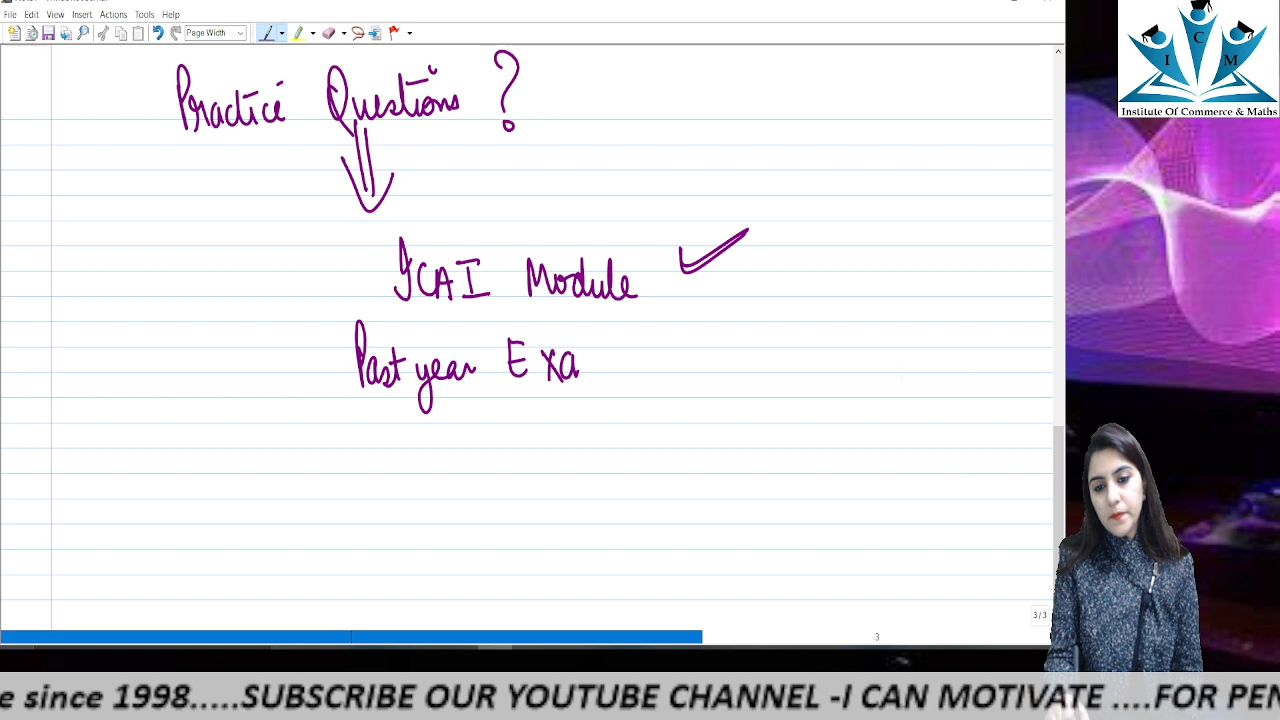 File Edit View Insert Actions Tools Help
Page Width
Practice Questions ?
ICAI Module
Past year Exa
3/3
3
I C M
Institute Of Commerce & Maths
e since 1998.....SUBSCRIBE OUR YOUTUBE CHANNEL -I CAN MOTIVATE ....FOR PEN